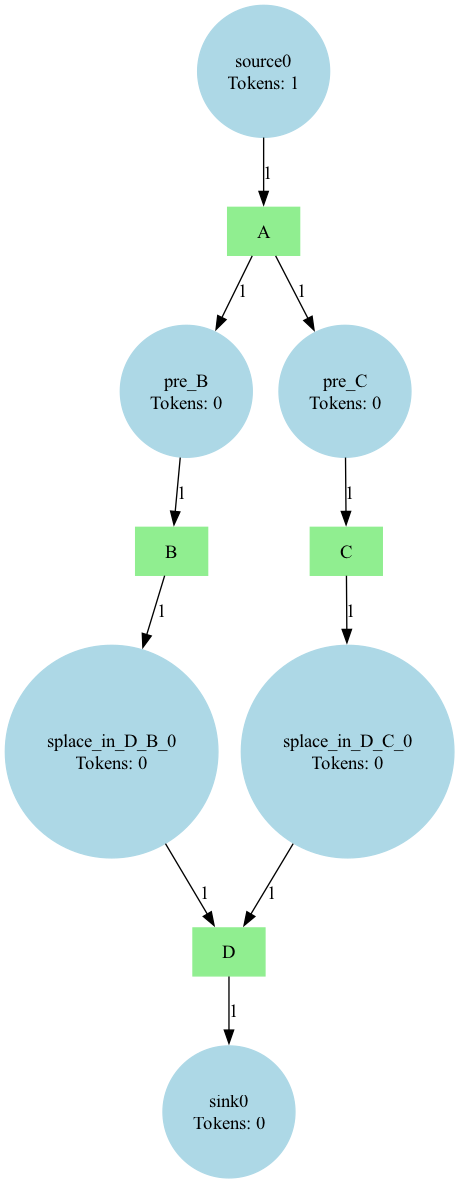 source0
Tokens: 1
1
A
1
1
pre_B
Tokens: 0
pre_C
Tokens: 0
1
1
B
C
1
1
splace_in_D_B_0
Tokens: 0
splace_in_D_C_0
Tokens: 0
1
1
D
1
sink0
Tokens: 0